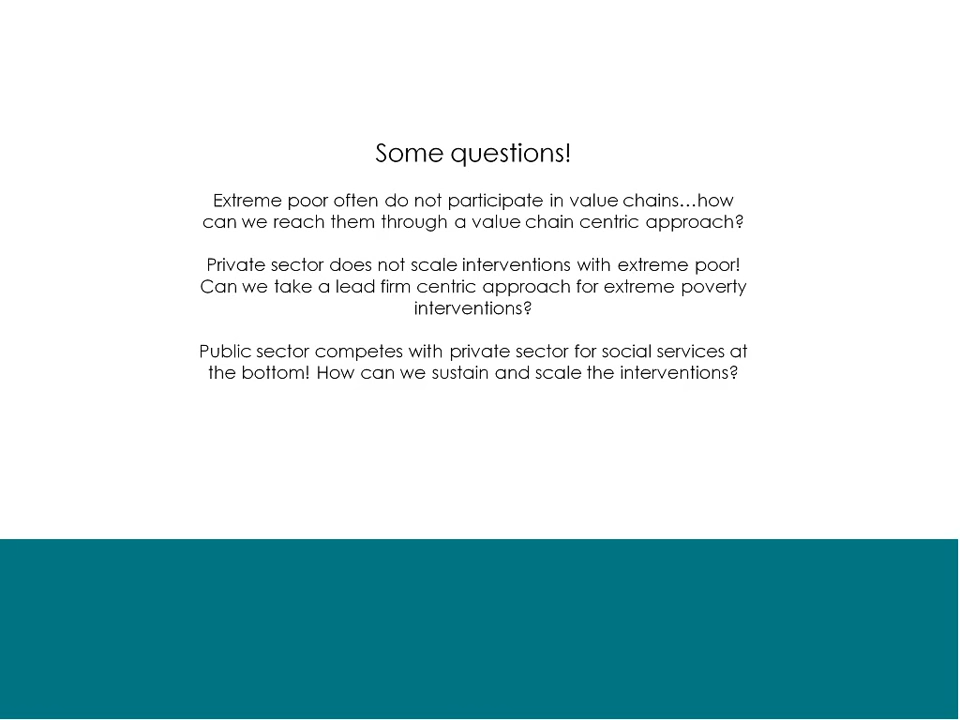 Some questions!
Extreme poor often do not participate in value chains...how
can we reach them through a value chain centric approach?
Private sector does not scale interventions with extreme poor!
Can we take a lead firm centric approach for extreme poverty
interventions?
Public sector competes with private sector for social services at
the bottom! How can we sustain and scale the interventions?